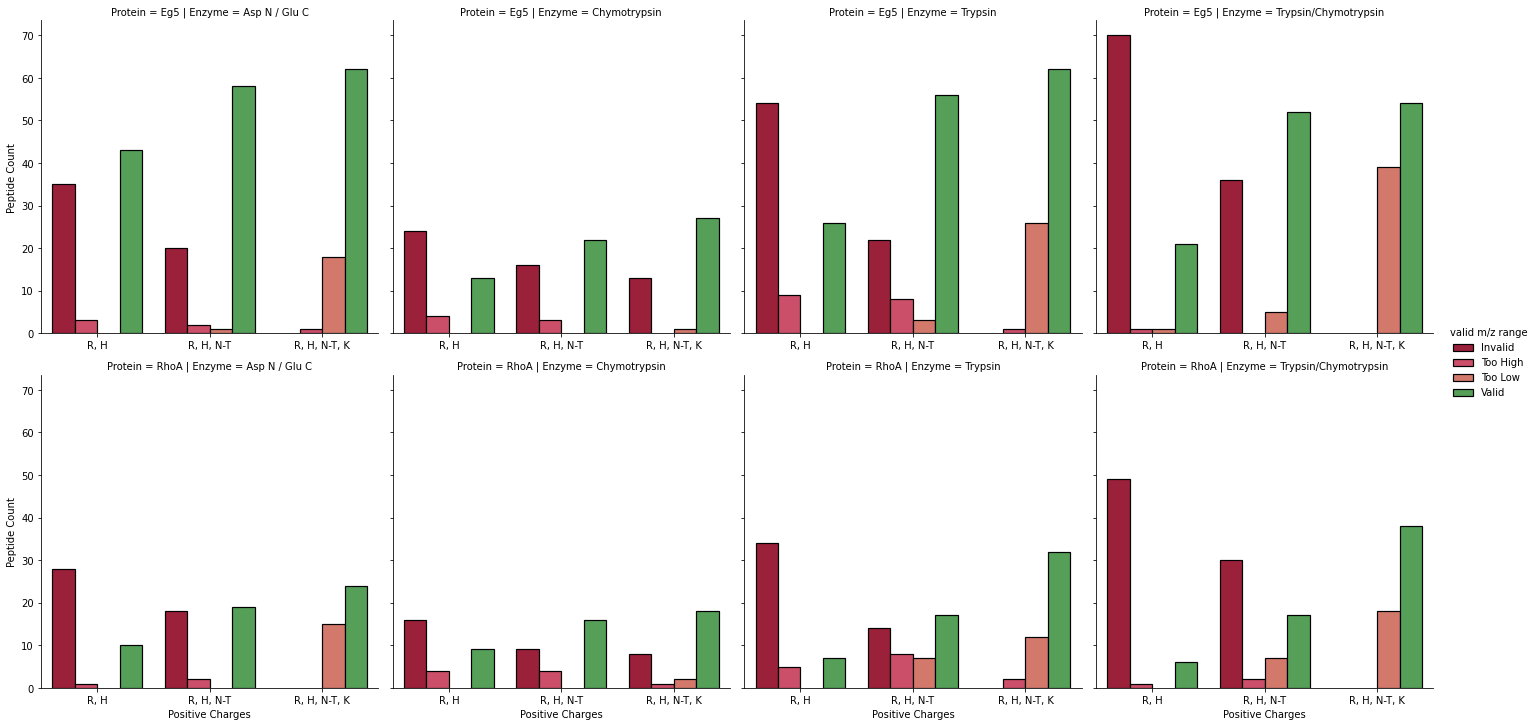 Protein = Eg5 | Enzyme = Asp N / Glu C
Protein = Eg5 | Enzyme = Chymotrypsin
Protein = Eg5 | Enzyme = Trypsin
Protein = Eg5 | Enzyme = Trypsin/Chymotrypsin
70
60
50
40
30
20
10
0
Peptide Count
R, H
R, H, N-T
R, H, N-T, K
R, H
R, H, N-T
R, H, N-T, K
R, H
R, H, N-T
R, H, N-T, K
R, H
R, H, N-T
R, H, N-T, K
valid m/z range
Invalid
Too High
Too Low
Valid
Protein = RhoA | Enzyme = Asp N / Glu C
Protein = RhoA | Enzyme = Chymotrypsin
Protein = RhoA | Enzyme = Trypsin
Protein = RhoA | Enzyme = Trypsin/Chymotrypsin
70
60
50
40
30
20
10
0
Peptide Count
R, H
R, H, N-T
R, H, N-T, K
R, H
R, H, N-T
R, H, N-T, K
R, H
R, H, N-T
R, H, N-T, K
R, H
R, H, N-T
R, H, N-T, K
Positive Charges
Positive Charges
Positive Charges
Positive Charges